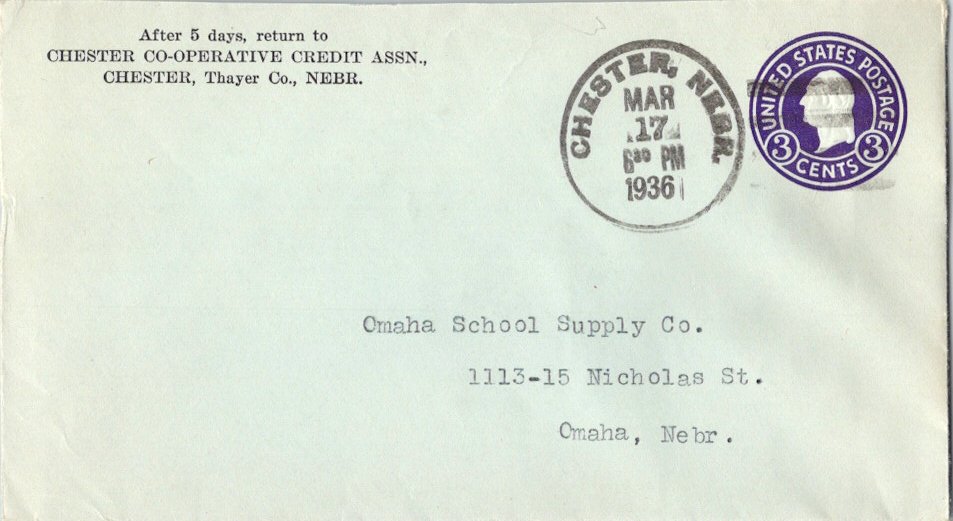 After 5 days, return to
CHESTER CO-OPERATIVE CREDIT ASSN.,
CHESTER, Thayer Co., NEBR.
CHESTER, NEBR.
MAR
17
6 30 PM
1936
UNITED STATES POSTAGE
3 CENTS 3
Omaha School Supply Co.
1113-15 Nicholas St.
Omaha, Nebr.